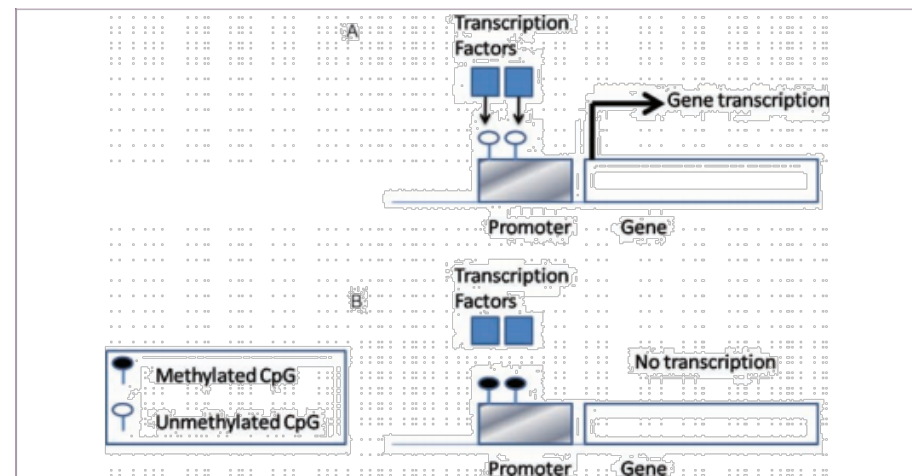 A
Transcription
Factors
Gene transcription
Promoter
Gene
B
Transcription
Factors
No transcription
Methylated CpG
Unmethylated CpG
Promoter
Gene